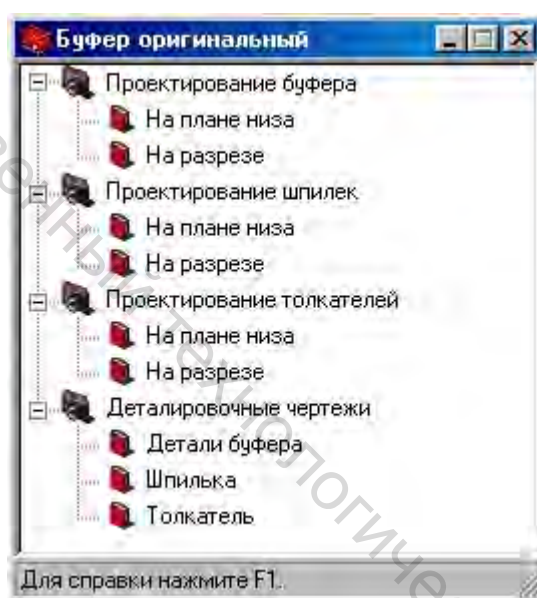 Буфер оригинальный
Проектирование буфера
На плане низа
На разрезе
Проектирование шпилек
На плане низа
На разрезе
Проектирование толкателей
На плане низа
На разрезе
Деталировочные чертежи
Детали буфера
Шпилька
Толкатель
Для справки нажмите F1.